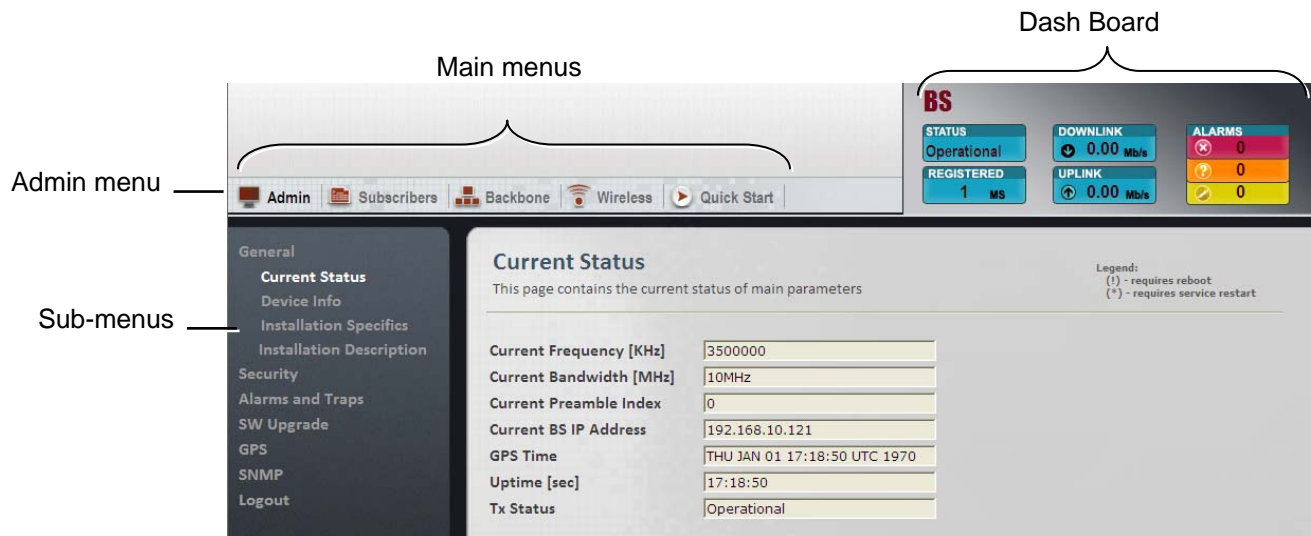 Dash Board
Main menus
BS
STATUS
Operational
DOWNLINK
0.00 Mb/s
ALARMS
0
0
0
REGISTERED
1 MS
UPLINK
0.00 Mb/s
Admin menu
Admin Subscribers Backbone Wireless Quick Start
Sub-menus
General
Current Status
Device Info
Installation Specifics
Installation Description
Security
Alarms and Traps
SW Upgrade
GPS
SNMP
Logout
Current Status
This page contains the current status of main parameters
Legend:
(!) - requires reboot
(*) - requires service restart
Current Frequency [KHz] 3500000
Current Bandwidth [MHz] 10MHz
Current Preamble Index 0
Current BS IP Address 192.168.10.121
GPS Time THU JAN 01 17:18:50 UTC 1970
Uptime [sec] 17:18:50
Tx Status Operational